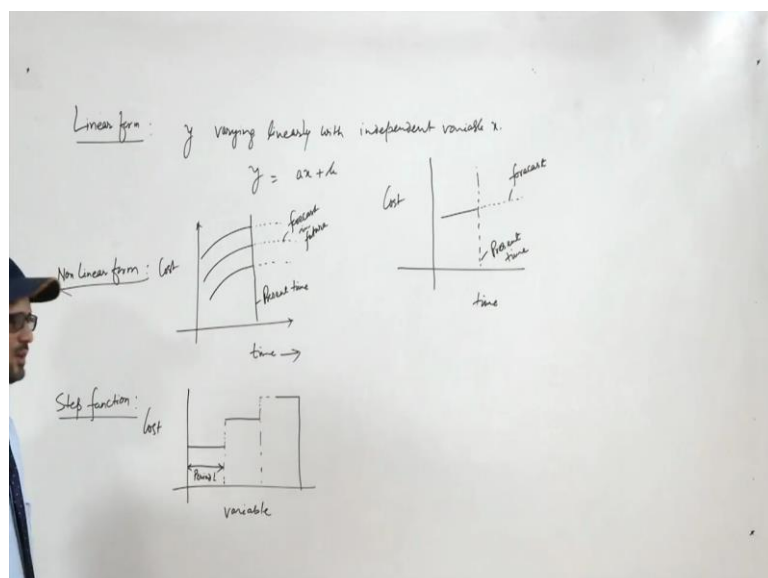 Linear form : y varying linearly with independent variable x.
y = ax + b
Cost
forecast
Present
time
time
Non Linear form : Cost
forecast
future
Present time
time →
Step function :
Cost
Period
variable